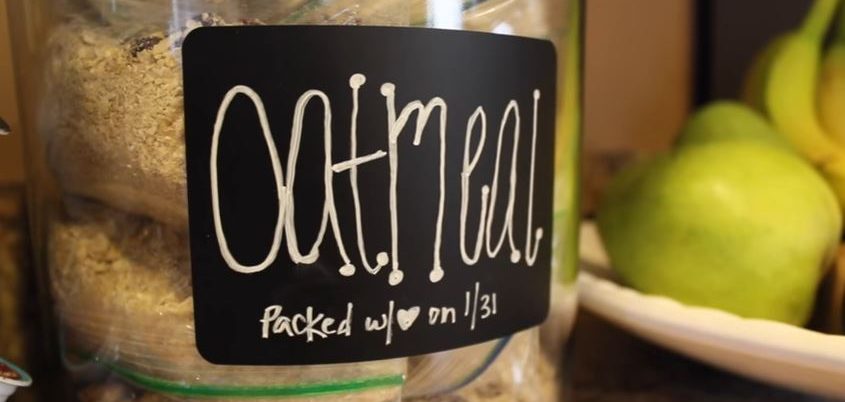 Oatmeal
Packed w/♥ on 1/31